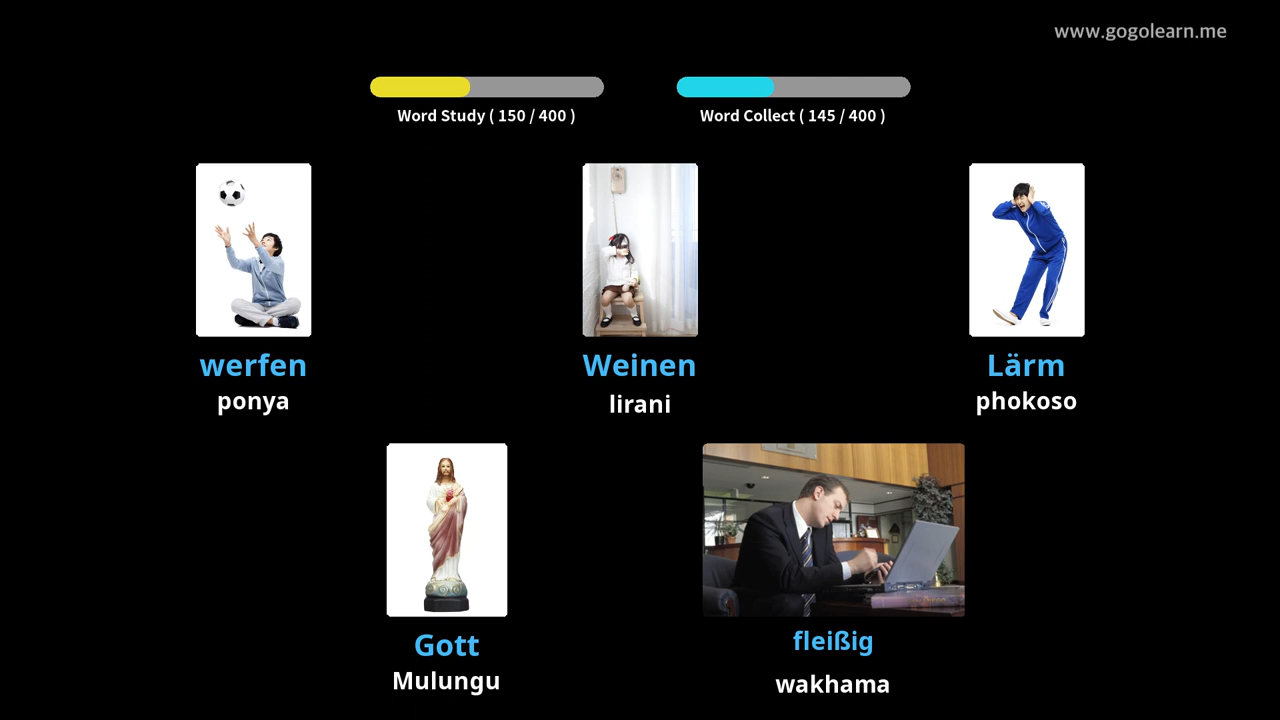 www.gogolearn.me
Word Study ( 150 / 400 )
Word Collect ( 145 / 400 )
werfen
Weinen
Lärm
ponya
lirani
phokoso
Gott
fleißig
Mulungu
wakhama